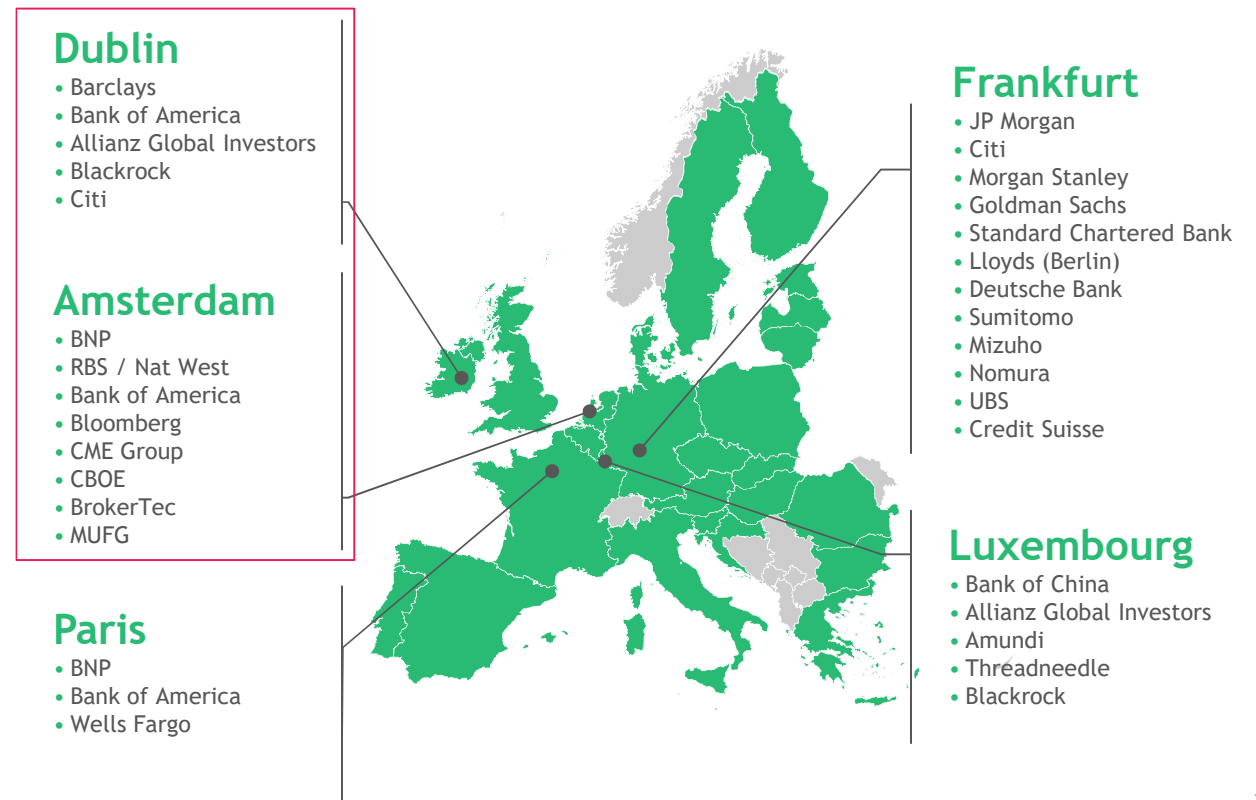 Dublin
• Barclays
• Bank of America
• Allianz Global Investors
• Blackrock
• Citi
Amsterdam
• BNP
• RBS / Nat West
• Bank of America
• Bloomberg
• CME Group
• CBOE
• BrokerTec
• MUFG
Paris
• BNP
• Bank of America
• Wells Fargo
Frankfurt
• JP Morgan
• Citi
• Morgan Stanley
• Goldman Sachs
• Standard Chartered Bank
• Lloyds (Berlin)
• Deutsche Bank
• Sumitomo
• Mizuho
• Nomura
• UBS
• Credit Suisse
Luxembourg
• Bank of China
• Allianz Global Investors
• Amundi
• Threadneedle
• Blackrock